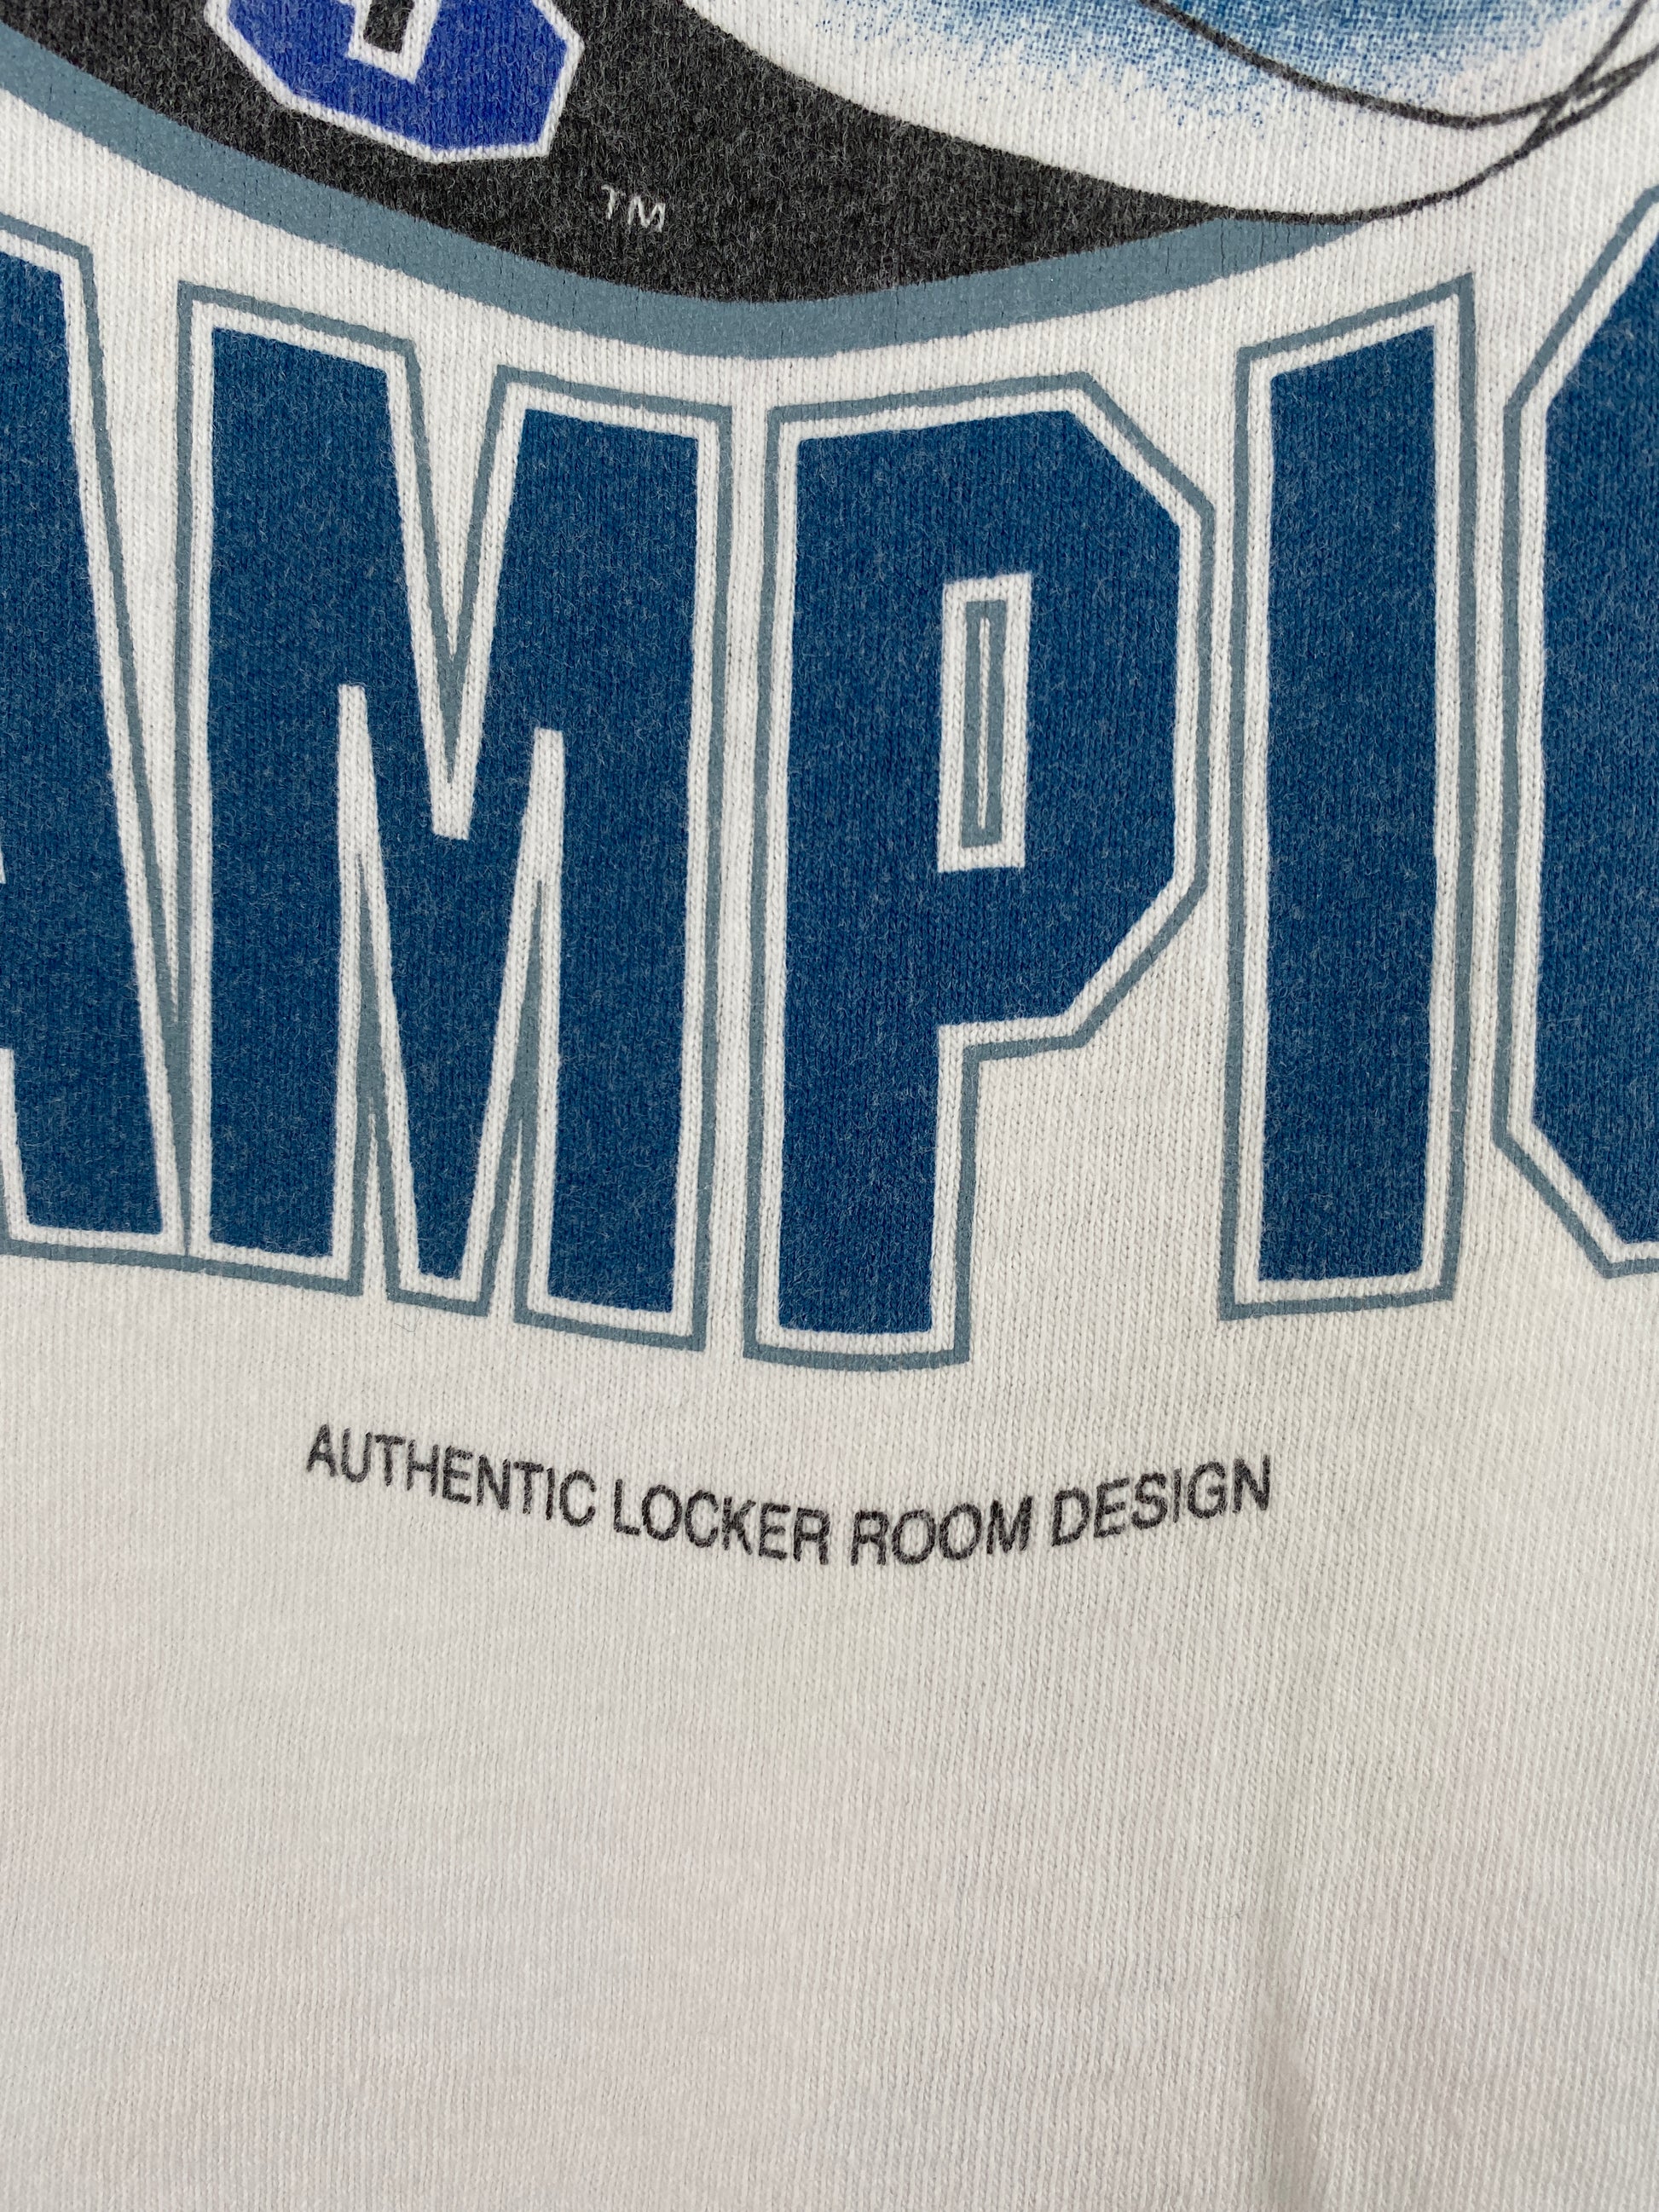 TM
AMPIO
AUTHENTIC LOCKER ROOM DESIGN